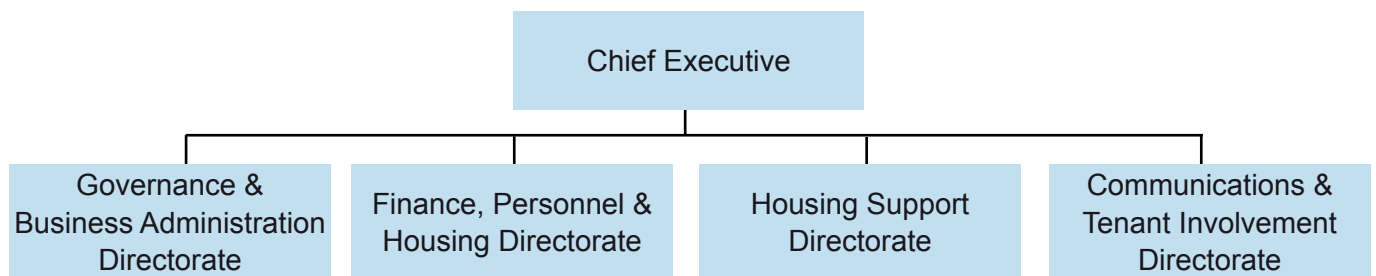 Chief Executive
Governance &
Business Administration
Directorate
Finance, Personnel &
Housing Directorate
Housing Support
Directorate
Communications &
Tenant Involvement
Directorate